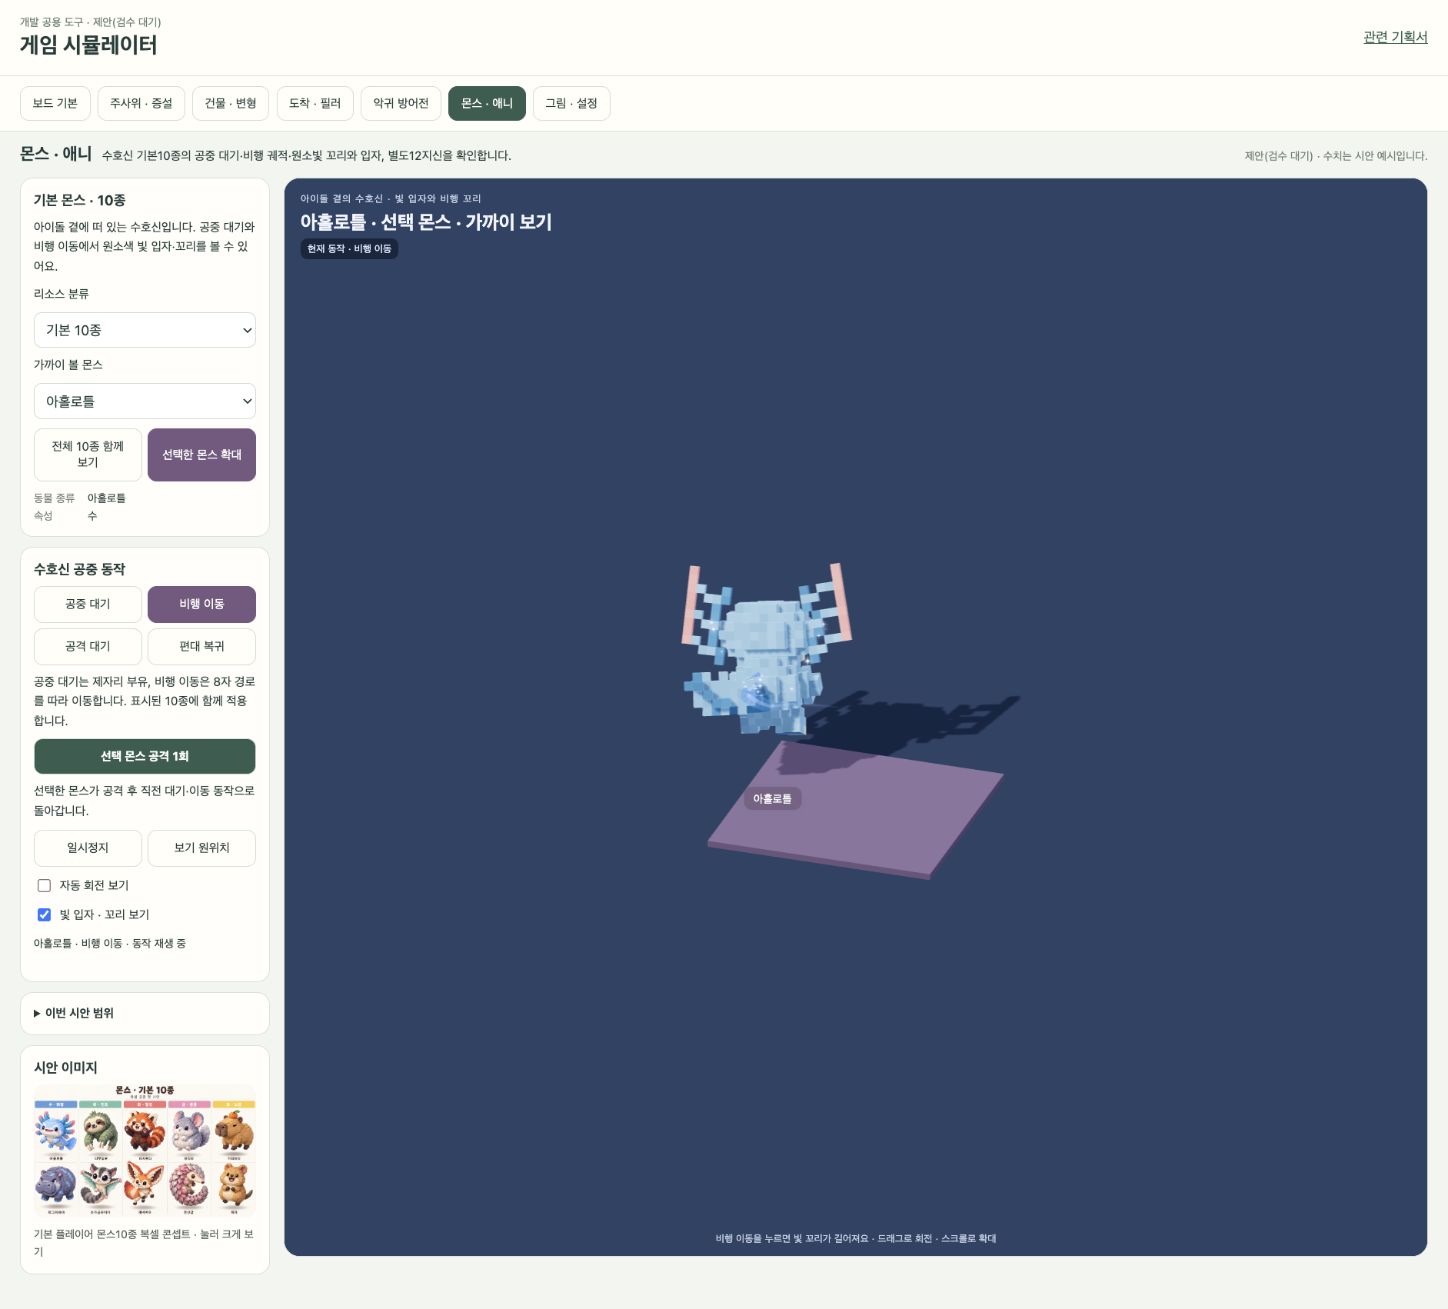 개발 공용 도구 · 제안(검수 대기)
게임 시뮬레이터
관련 기획서
보드 기본
주사위 · 증설
건물 · 변형
도착 · 필러
악귀 방어전
몬스 · 애니
그림 · 설정
몬스 · 애니
수호신 기본10종의 공중 대기·비행 궤적·원소빛 꼬리와 입자, 별도12지신을 확인합니다.
제안(검수 대기) · 수치는 시안 예시입니다.
기본 몬스 · 10종
아이돌 곁에 떠 있는 수호신입니다. 공중 대기와
비행 이동에서 원소색 빛 입자·꼬리를 볼 수 있
어요.
리소스 분류
기본 10종
가까이 볼 몬스
아홀로틀
전체 10종 함께
보기
선택한 몬스 확대
동물 종류 아홀로틀
속성 수
수호신 공중 동작
공중 대기
비행 이동
공격 대기
편대 복귀
공중 대기는 제자리 부유, 비행 이동은 8자 경로
를 따라 이동합니다. 표시된 10종에 함께 적용
합니다.
선택 몬스 공격 1회
선택한 몬스가 공격 후 직전 대기·이동 동작으로
돌아갑니다.
일시정지
보기 원위치
자동 회전 보기
빛 입자 · 꼬리 보기
아홀로틀 · 비행 이동 · 동작 재생 중
이번 시안 범위
시안 이미지
몬스 · 기본 10종
기본 플레이어 몬스10종 복셀 콘셉트 · 눌러 크게 보
기
아이돌 곁의 수호신 · 빛 입자와 비행 꼬리
아홀로틀 · 선택 몬스 · 가까이 보기
현재 동작 · 비행 이동
아홀로틀
비행 이동을 누르면 빛 꼬리가 길어져요 · 드래그로 회전 · 스크롤로 확대